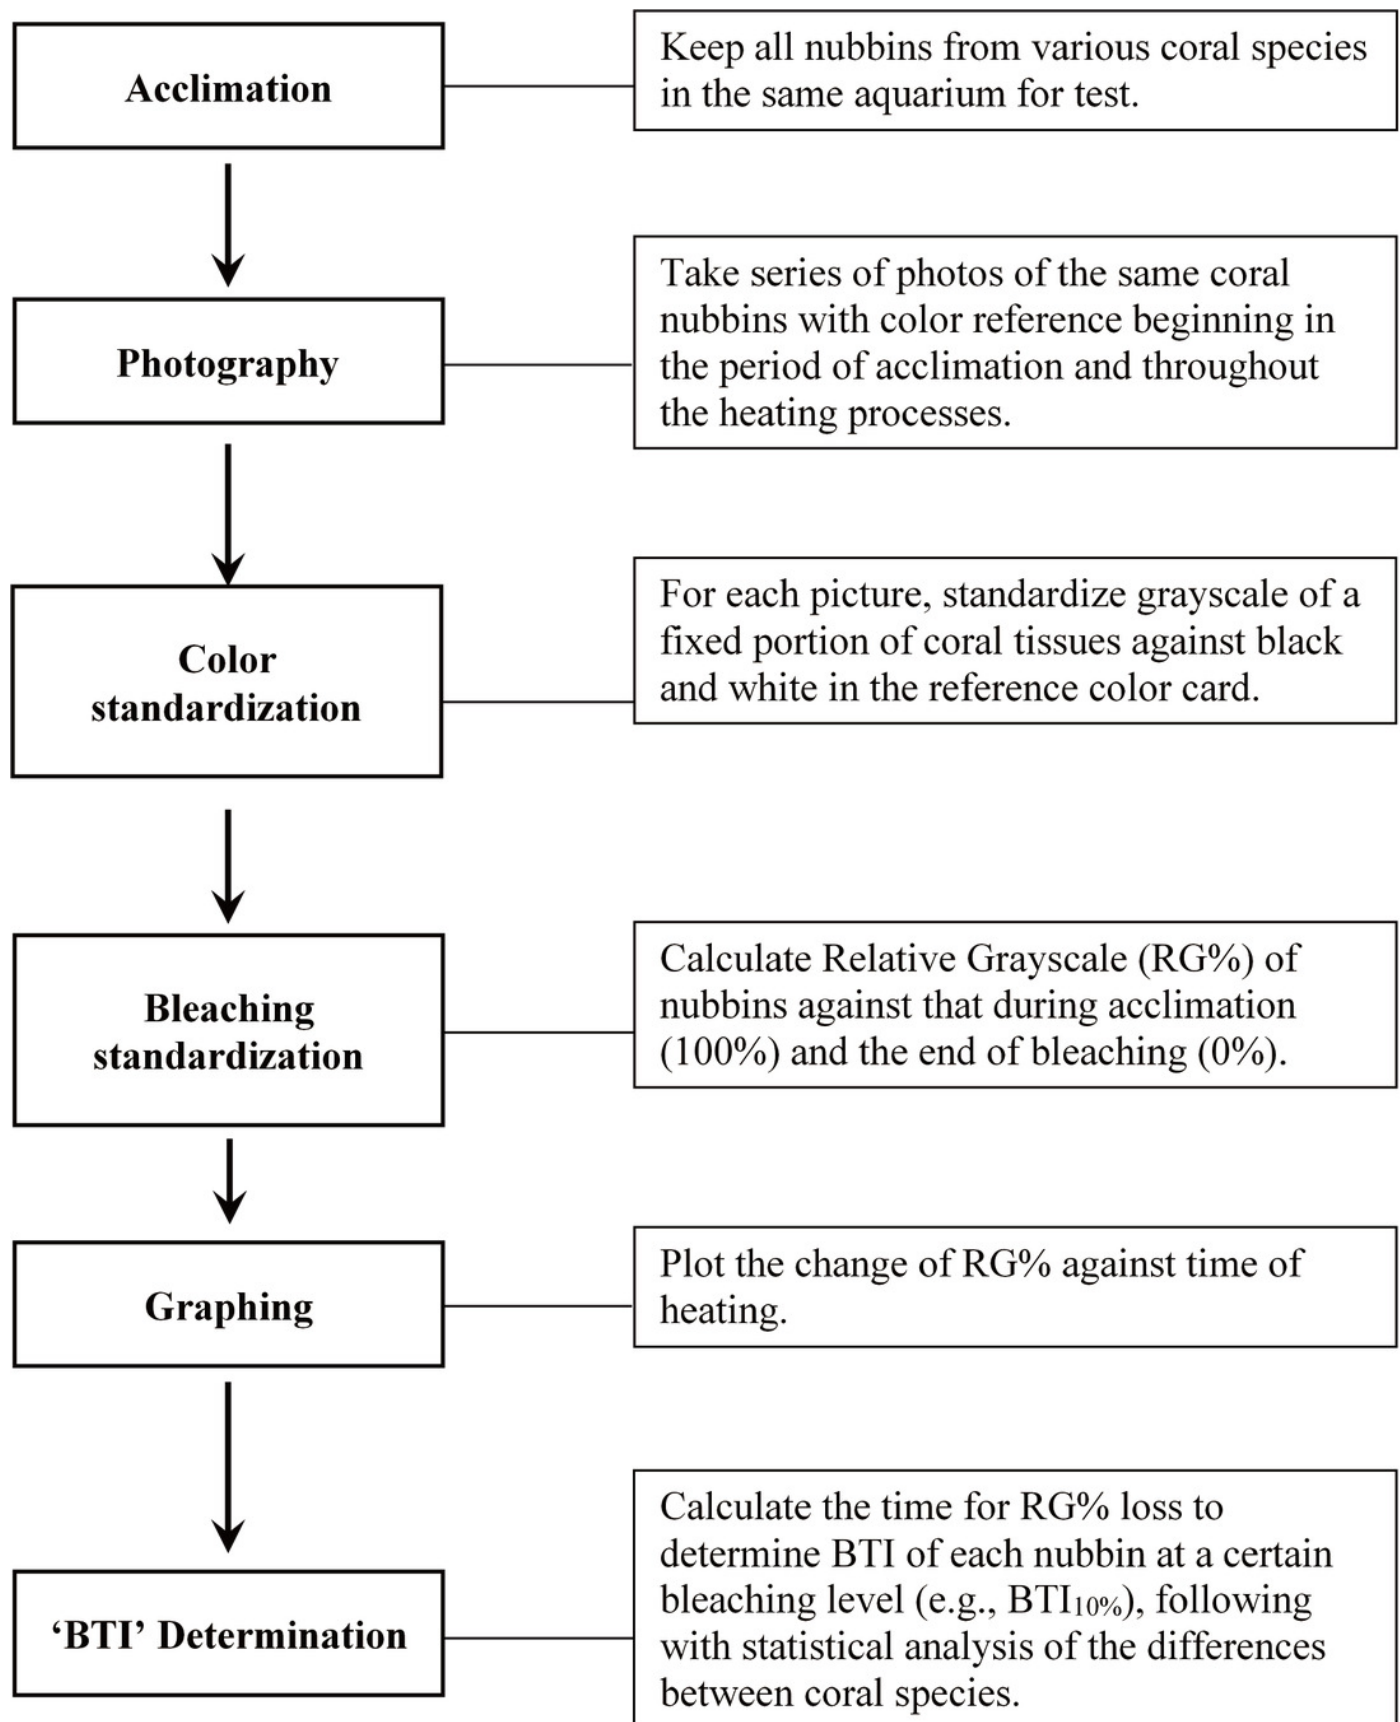 Acclimation
Keep all nubbins from various coral species
in the same aquarium for test.
Photography
Take series of photos of the same coral
nubbins with color reference beginning in
the period of acclimation and throughout
the heating processes.
Color
standardization
For each picture, standardize grayscale of a
fixed portion of coral tissues against black
and white in the reference color card.
Bleaching
standardization
Calculate Relative Grayscale (RG%) of
nubbins against that during acclimation
(100%) and the end of bleaching (0%).
Graphing
Plot the change of RG% against time of
heating.
‘BTI’ Determination
Calculate the time for RG% loss to
determine BTI of each nubbin at a certain
bleaching level (e.g., BTI10%), following
with statistical analysis of the differences
between coral species.